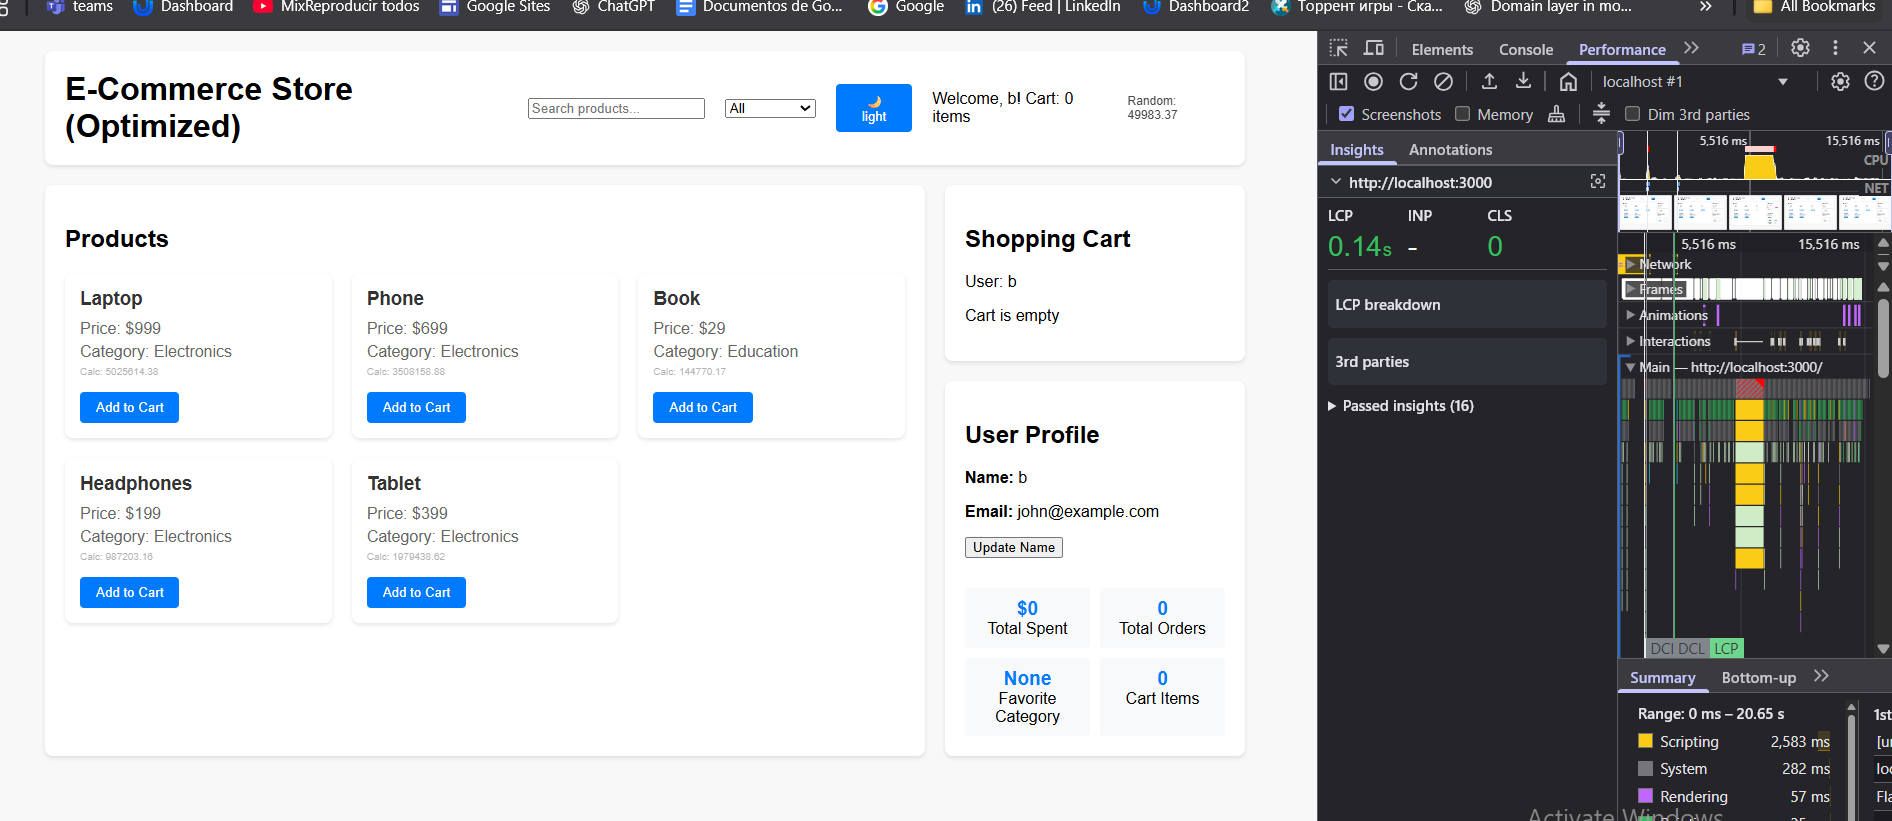 teams
Dashboard
MixReproducir todos
Google Sites
ChatGPT
Documentos de Go...
Google
(26) Feed | LinkedIn
Dashboard2
Торрент игры - Ска...
Domain layer in mo...
All Bookmarks
E-Commerce Store
(Optimized)
Search products...
All
light
Welcome, b! Cart: 0
items
Random:
49983.37
Products
Laptop
Price: $999
Category: Electronics
Calc: 5025614.38
Add to Cart
Phone
Price: $699
Category: Electronics
Calc: 3508158.88
Add to Cart
Book
Price: $29
Category: Education
Calc: 144770.17
Add to Cart
Headphones
Price: $199
Category: Electronics
Calc: 987203.16
Add to Cart
Tablet
Price: $399
Category: Electronics
Calc: 1979438.62
Add to Cart
Shopping Cart
User: b
Cart is empty
User Profile
Name: b
Email: john@example.com
Update Name
$0
Total Spent
0
Total Orders
None
Favorite
Category
0
Cart Items
Elements
Console
Performance
2
localhost #1
Screenshots
Memory
Dim 3rd parties
Insights
Annotations
http://localhost:3000
LCP
INP
CLS
0.14s
-
0
LCP breakdown
3rd parties
Passed insights (16)
5,516 ms
15,516 ms
CPU
NET
5,516 ms
15,516 ms
Network
Frames
Animations
Interactions
Main — http://localhost:3000/
DCL
LCP
Summary
Bottom-up
Range: 0 ms – 20.65 s
Scripting 2,583 ms
System 282 ms
Rendering 57 ms
1st
[u
loc
Fla
Activate Windows